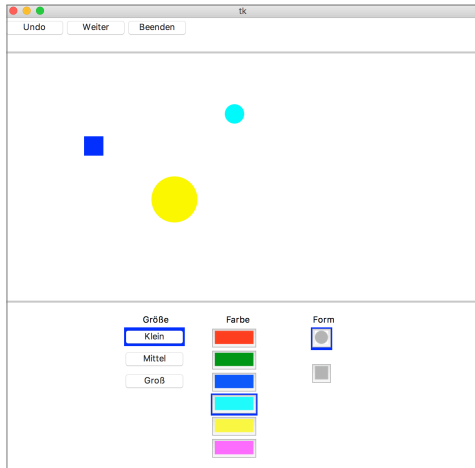 tk
Undo Weiter Beenden
Größe Farbe Form
Klein
Mittel
Groß